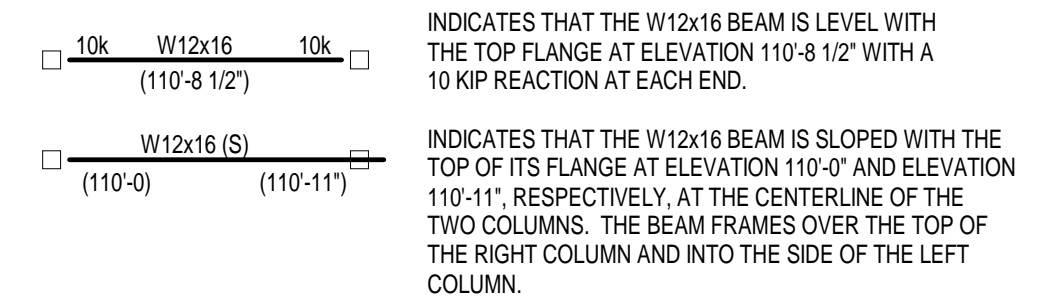 10k W12x16 10k
(110'-8 1/2")
INDICATES THAT THE W12x16 BEAM IS LEVEL WITH
THE TOP FLANGE AT ELEVATION 110'-8 1/2" WITH A
10 KIP REACTION AT EACH END.
W12x16 (S)
(110'-0) (110'-11")
INDICATES THAT THE W12x16 BEAM IS SLOPED WITH THE
TOP OF ITS FLANGE AT ELEVATION 110'-0" AND ELEVATION
110'-11", RESPECTIVELY, AT THE CENTERLINE OF THE
TWO COLUMNS. THE BEAM FRAMES OVER THE TOP OF
THE RIGHT COLUMN AND INTO THE SIDE OF THE LEFT
COLUMN.